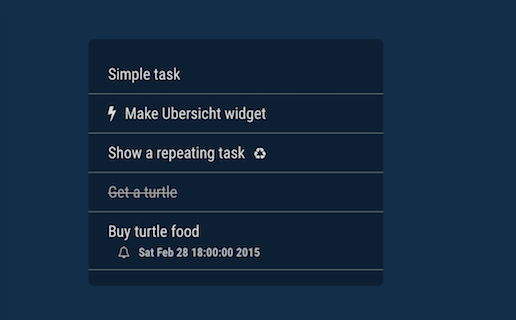 Simple task
Make Ubersicht widget
Show a repeating task
Get a turtle
Buy turtle food
Sat Feb 28 18:00:00 2015